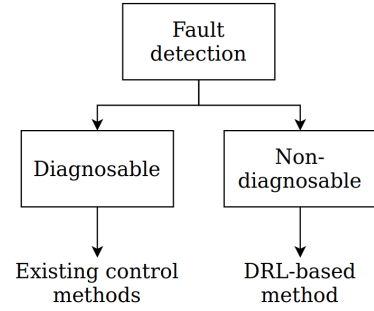 Fault
detection
Diagnosable
Non-
diagnosable
Existing control
methods
DRL-based
method